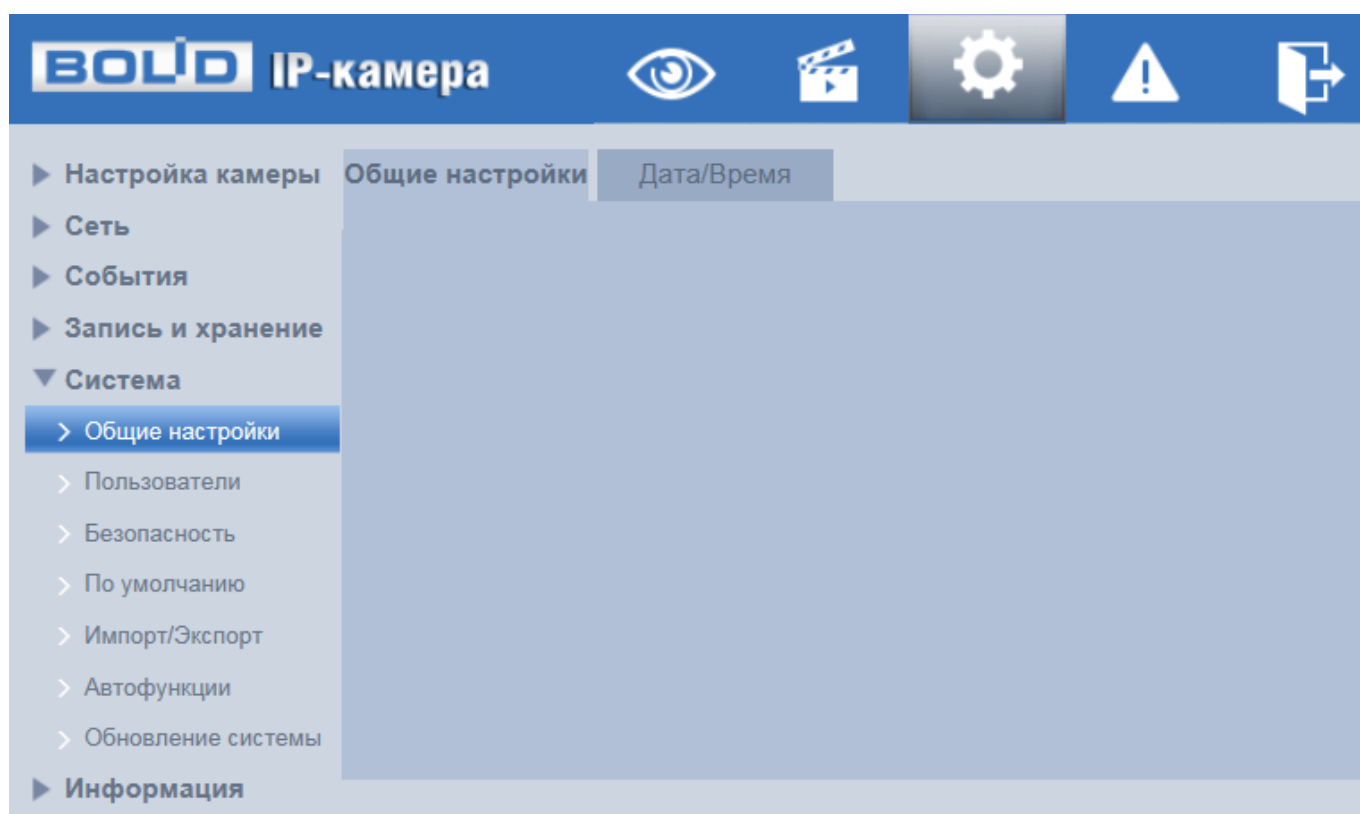 BOLID IP-камера
Настройка камеры
Общие настройки
Дата/Время
Сеть
События
Запись и хранение
Система
Общие настройки
Пользователи
Безопасность
По умолчанию
Импорт/Экспорт
Автофункции
Обновление системы
Информация